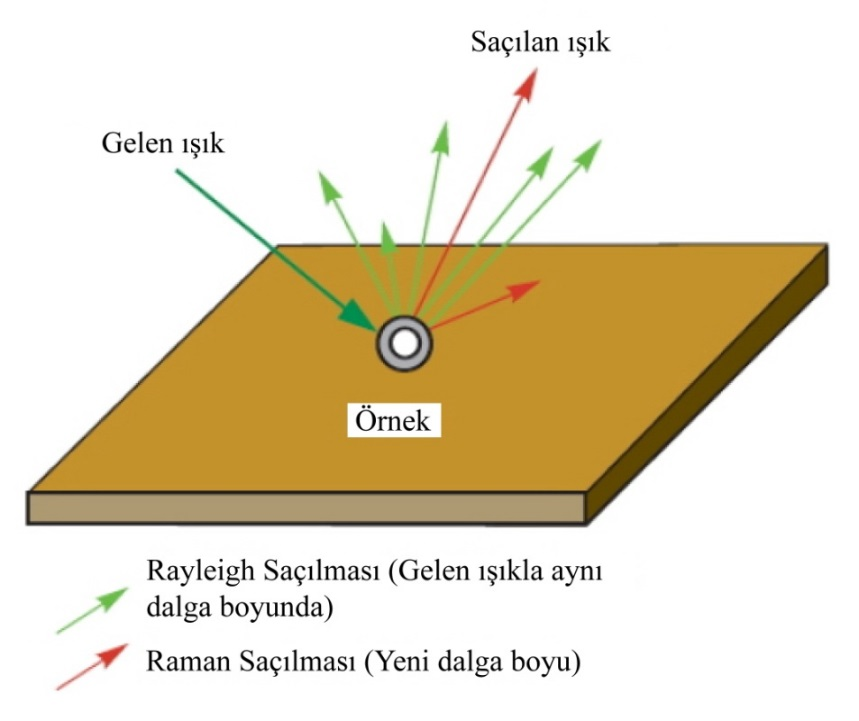 Saçılan ışık
Gelen ışık
Örnek
Rayleigh Saçılması (Gelen ışıkla aynı
dalga boyunda)
Raman Saçılması (Yeni dalga boyu)